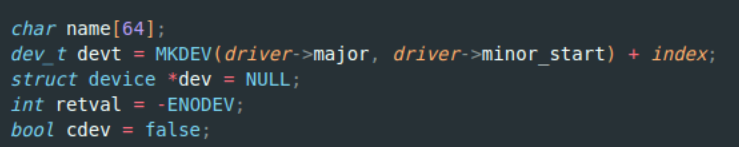 char name[64];
dev_t devt = MKDEV(driver->major, driver->minor_start) + index;
struct device *dev = NULL;
int retval = -ENODEV;
bool cdev = false;